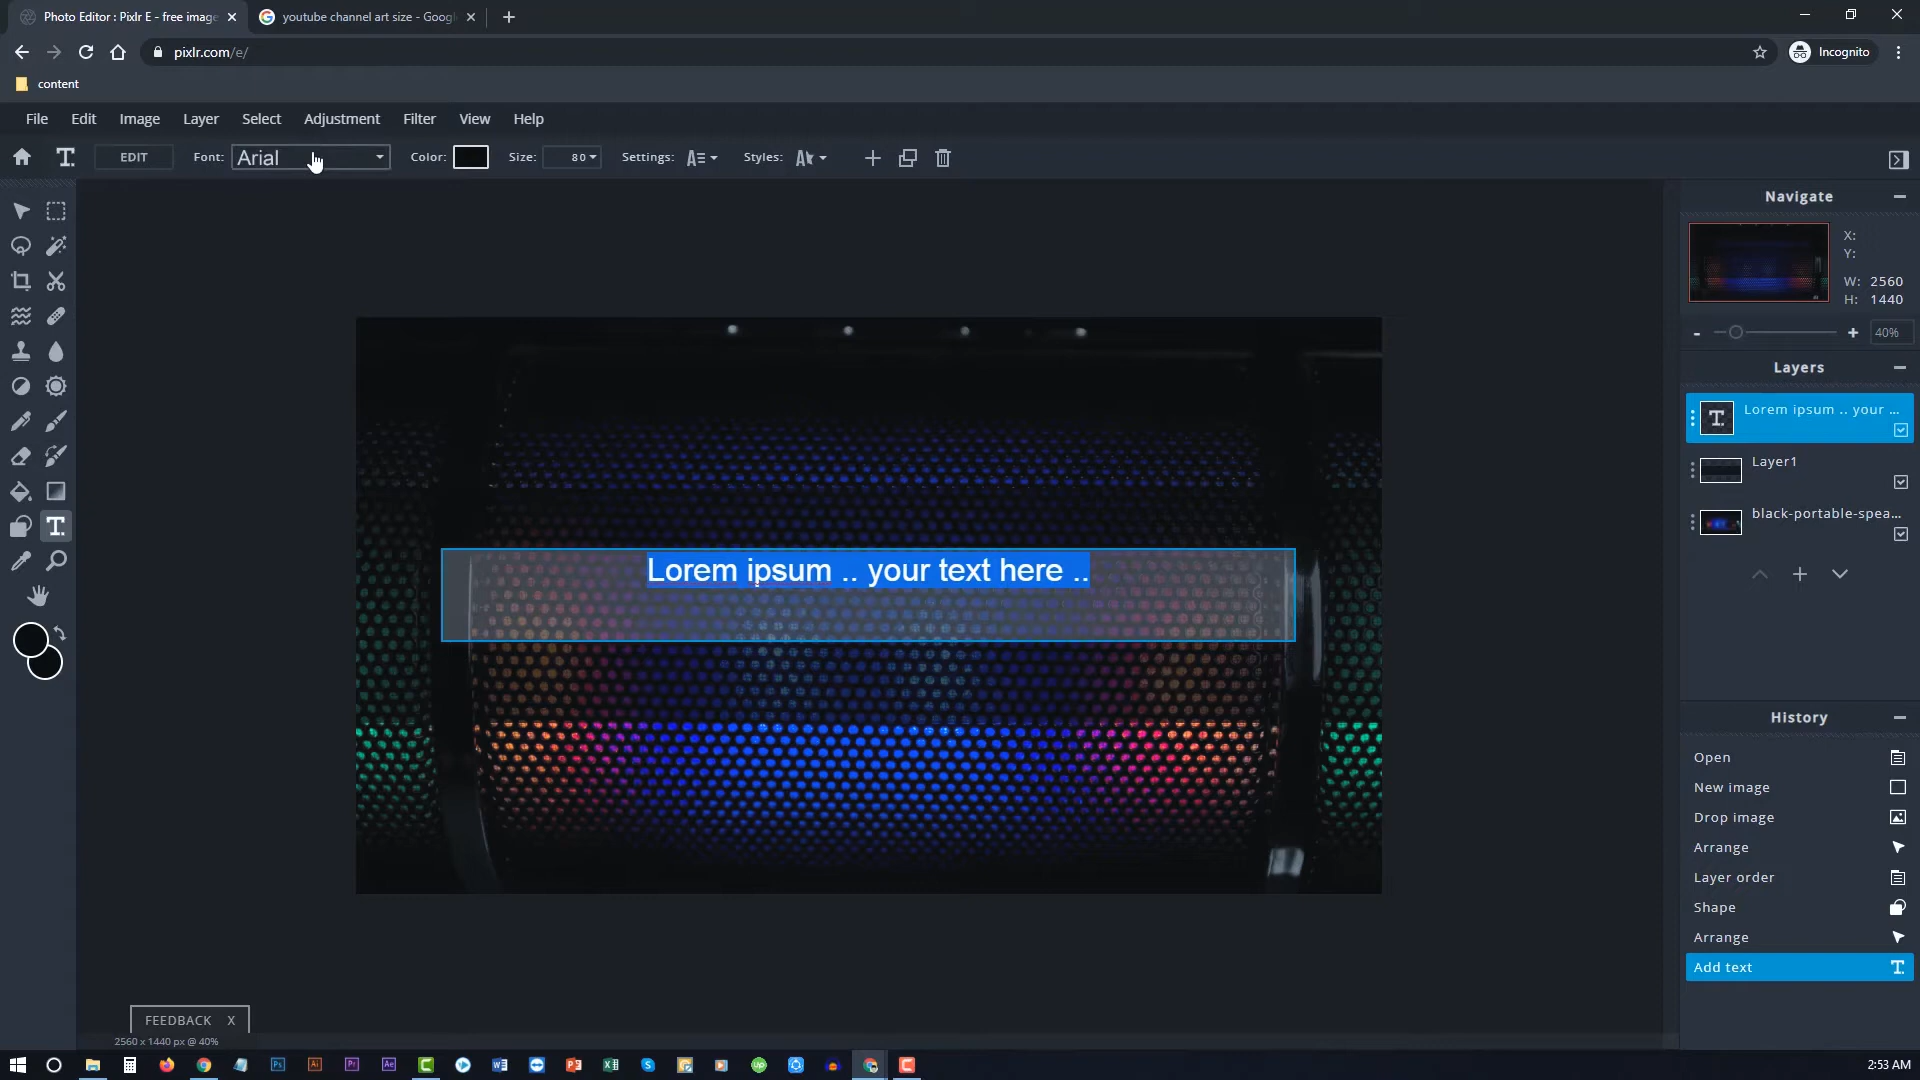 Photo Editor : Pixlr E - free image
youtube channel art size - Googl
pixlr.com/e/
Incognito
content
File Edit Image Layer Select Adjustment Filter View Help
EDIT Font: Arial Color: Size: 80 Settings: Styles:
Navigate
X:
Y:
W: 2560
H: 1440
- + 40%
Layers
Lorem ipsum .. your ...
Layer1
black-portable-spea...
Lorem ipsum .. your text here ..
History
Open
New image
Drop image
Arrange
Layer order
Shape
Arrange
Add text
FEEDBACK X
2560 x 1440 px @ 40%
2:53 AM